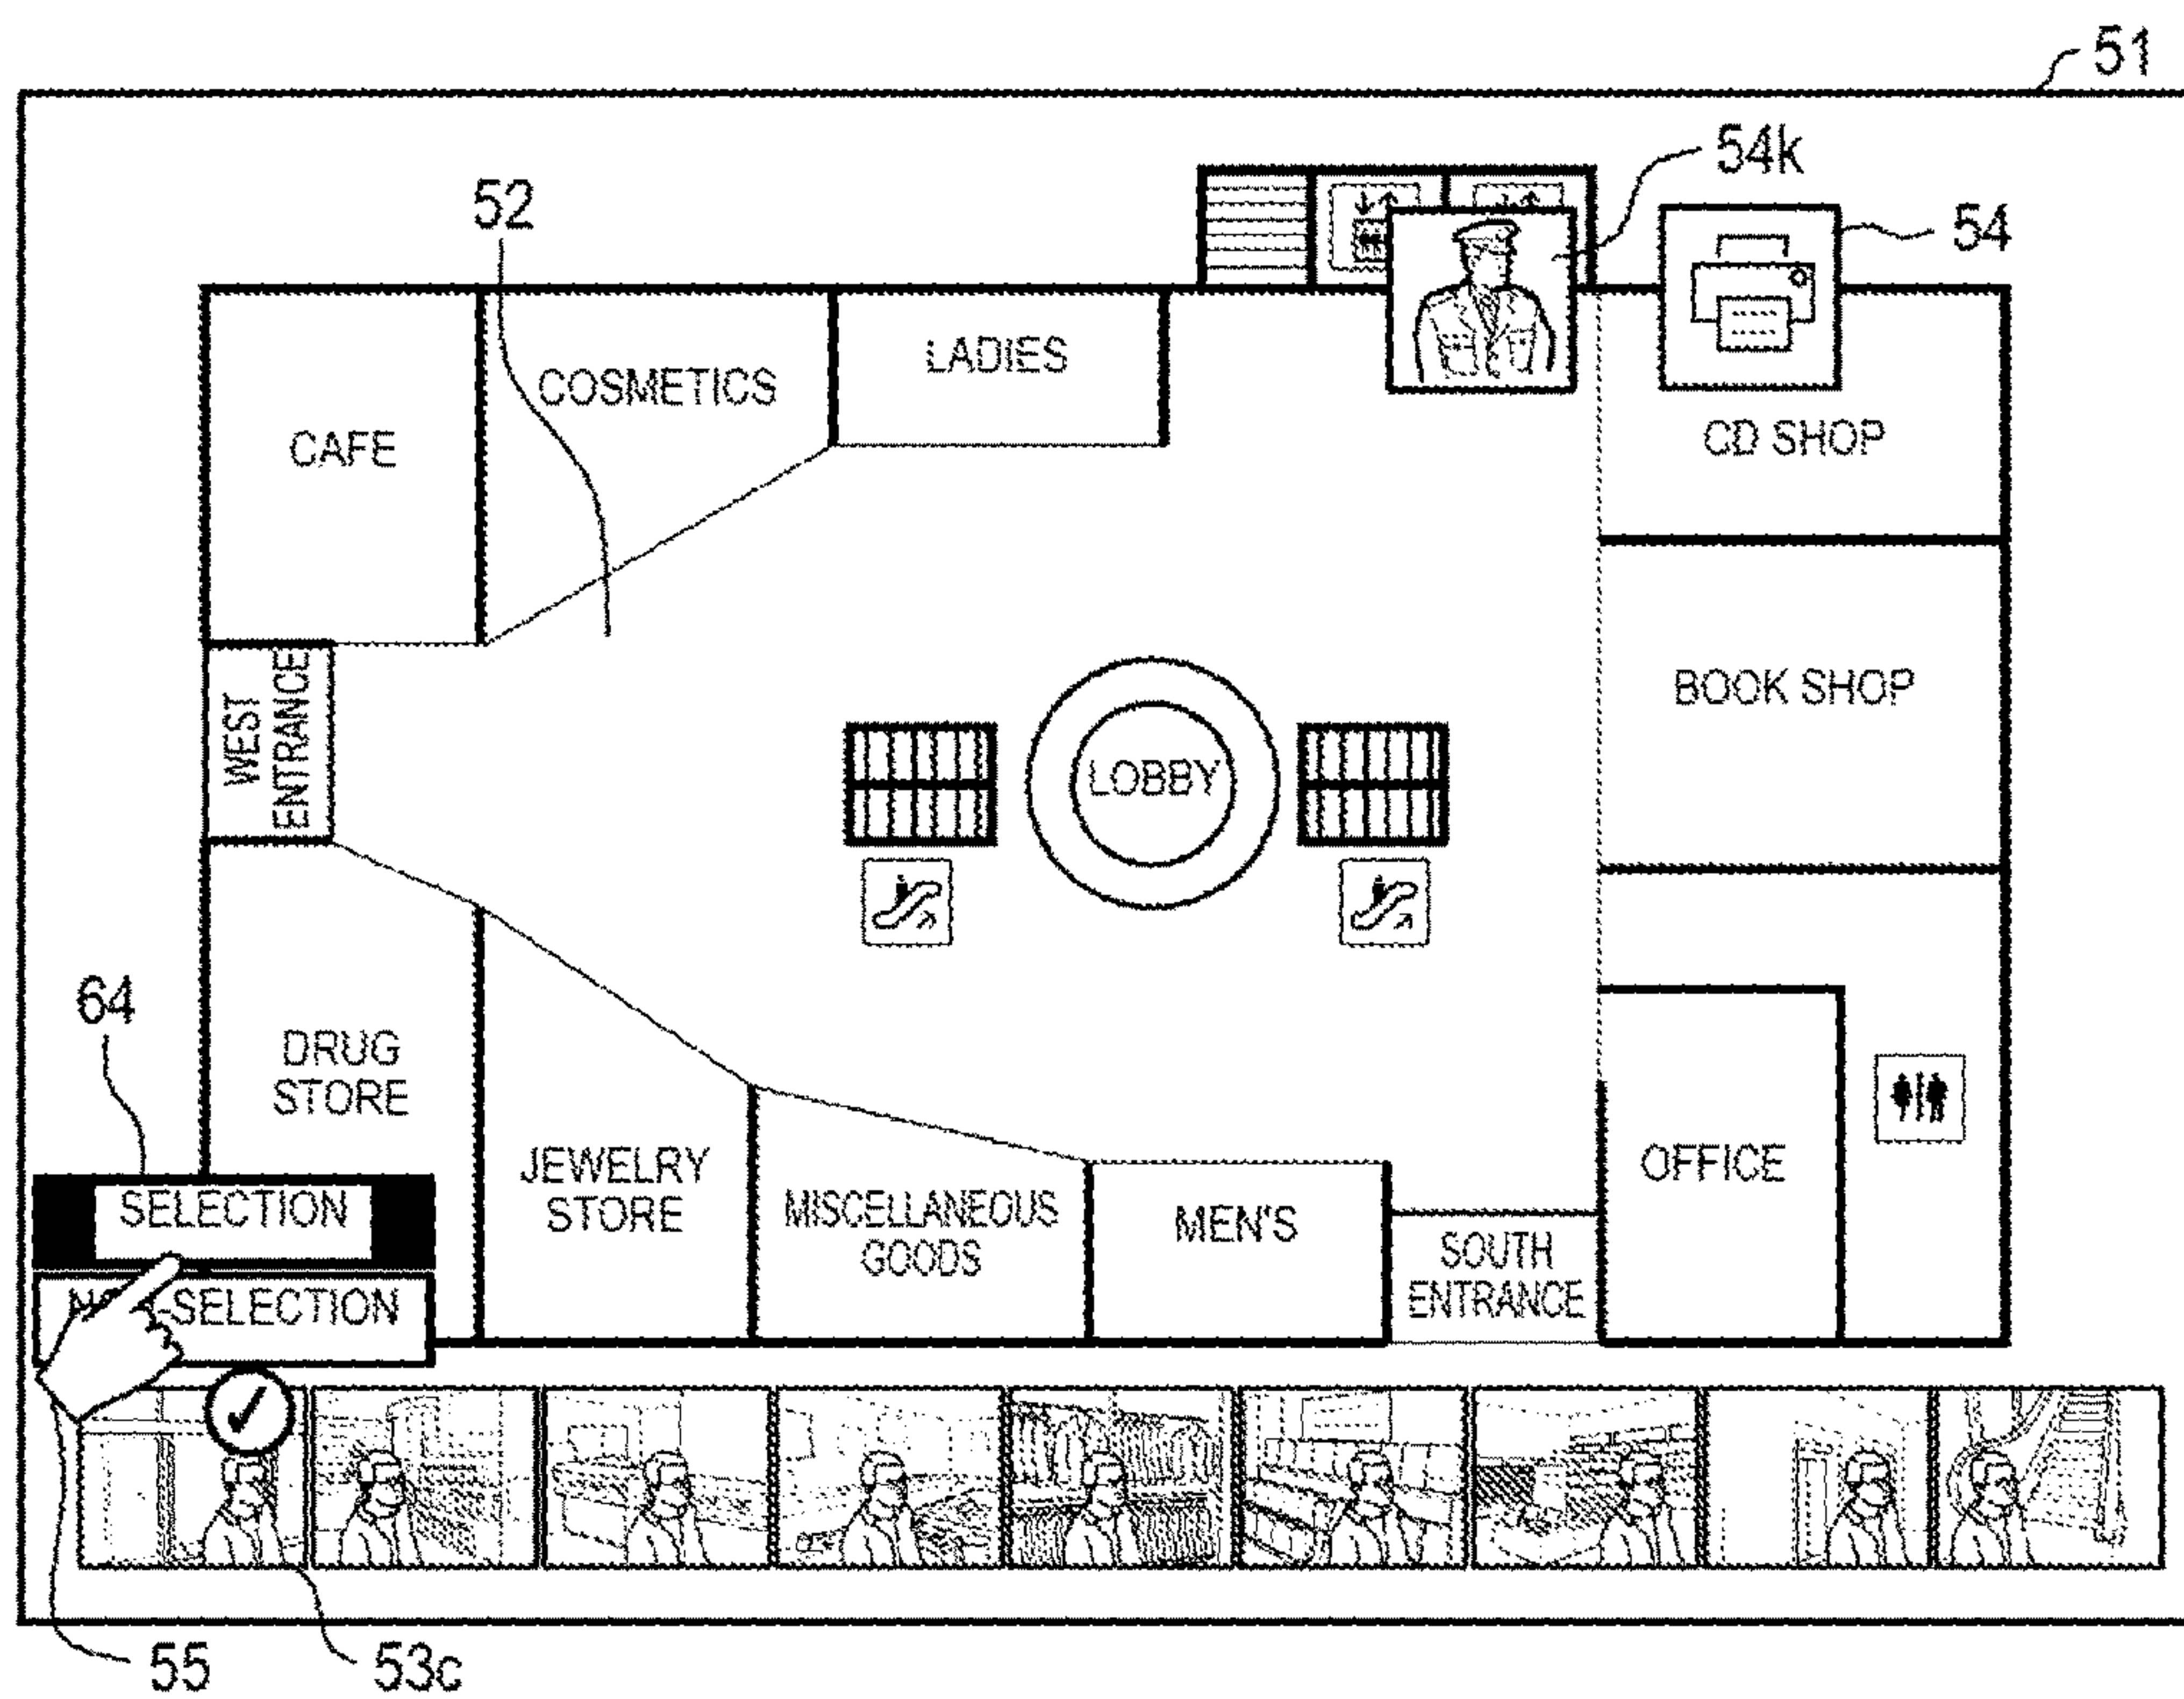 51
54k
52
54
LADIES
COSMETICS
CAFE
CD SHOP
WEST
ENTRANCE
BOOK SHOP
LOBBY
64
DRUG
STORE
JEWELRY
STORE
OFFICE
SELECTION
MISCELLANEOUS
GOODS
MEN'S
SOUTH
ENTRANCE
-SELECTION
55
53c